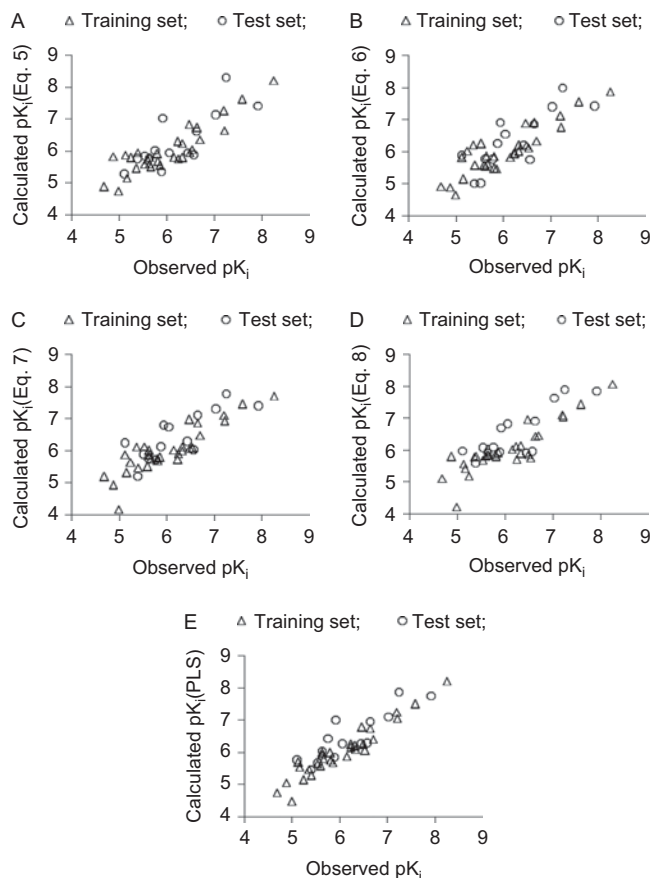 A △ Training set; ○ Test set;
Calculated pKi(Eq. 5)
9
8
7
6
5
4
4 5 6 7 8 9
Observed pKi
B △ Training set; ○ Test set;
Calculated pKi(Eq. 6)
9
8
7
6
5
4
4 5 6 7 8 9
Observed pKi
C △ Training set; ○ Test set;
Calculated pKi(Eq. 7)
9
8
7
6
5
4
4 5 6 7 8 9
Observed pKi
D △ Training set; ○ Test set;
Calculated pKi(Eq. 8)
9
8
7
6
5
4
4 5 6 7 8 9
Observed pKi
E △ Training set; ○ Test set;
Calculated pKi(PLS)
9
8
7
6
5
4
4 5 6 7 8 9
Observed pKi